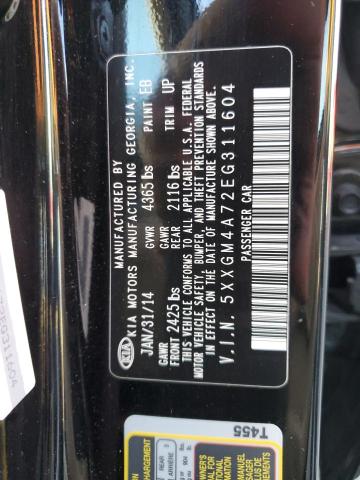 MANUFACTURED BY
KIA KIA MOTORS MANUFACTURING GEORGIA, INC.
JAN/31/14 GVWR 4365 lbs PAINT EB
GAWR FRONT 2425 lbs GAWR REAR 2116 lbs TRIM UP
THIS VEHICLE CONFORMS TO ALL APPLICABLE U.S.A. FEDERAL
MOTOR VEHICLE SAFETY, BUMPER, AND THEFT PREVENTION STANDARDS
IN EFFECT ON THE DATE OF MANUFACTURE SHOWN ABOVE.
V.I.N. 5XXGM4A72EG311604
PASSENGER CAR
T455
REAR
ARRIÈRE